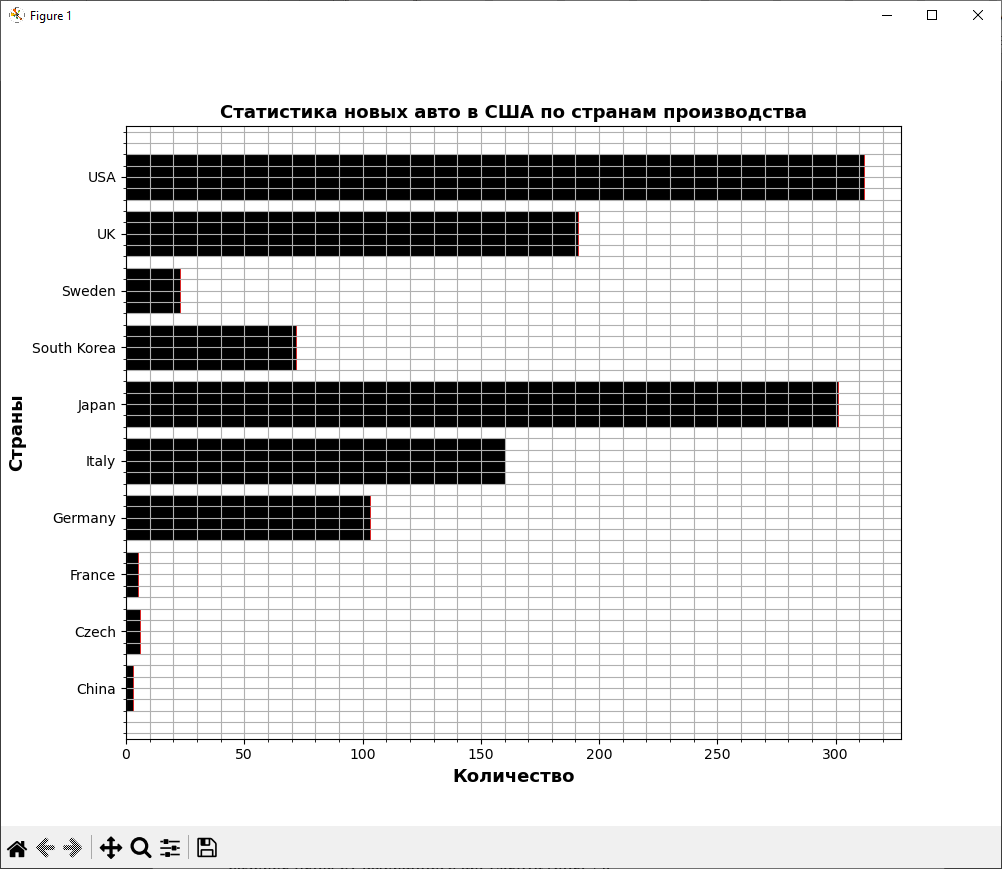 Figure 1
Статистика новых авто в США по странам производства
USA
UK
Sweden
South Korea
Japan
Italy
Germany
France
Czech
China
Страны
0 50 100 150 200 250 300
Количество